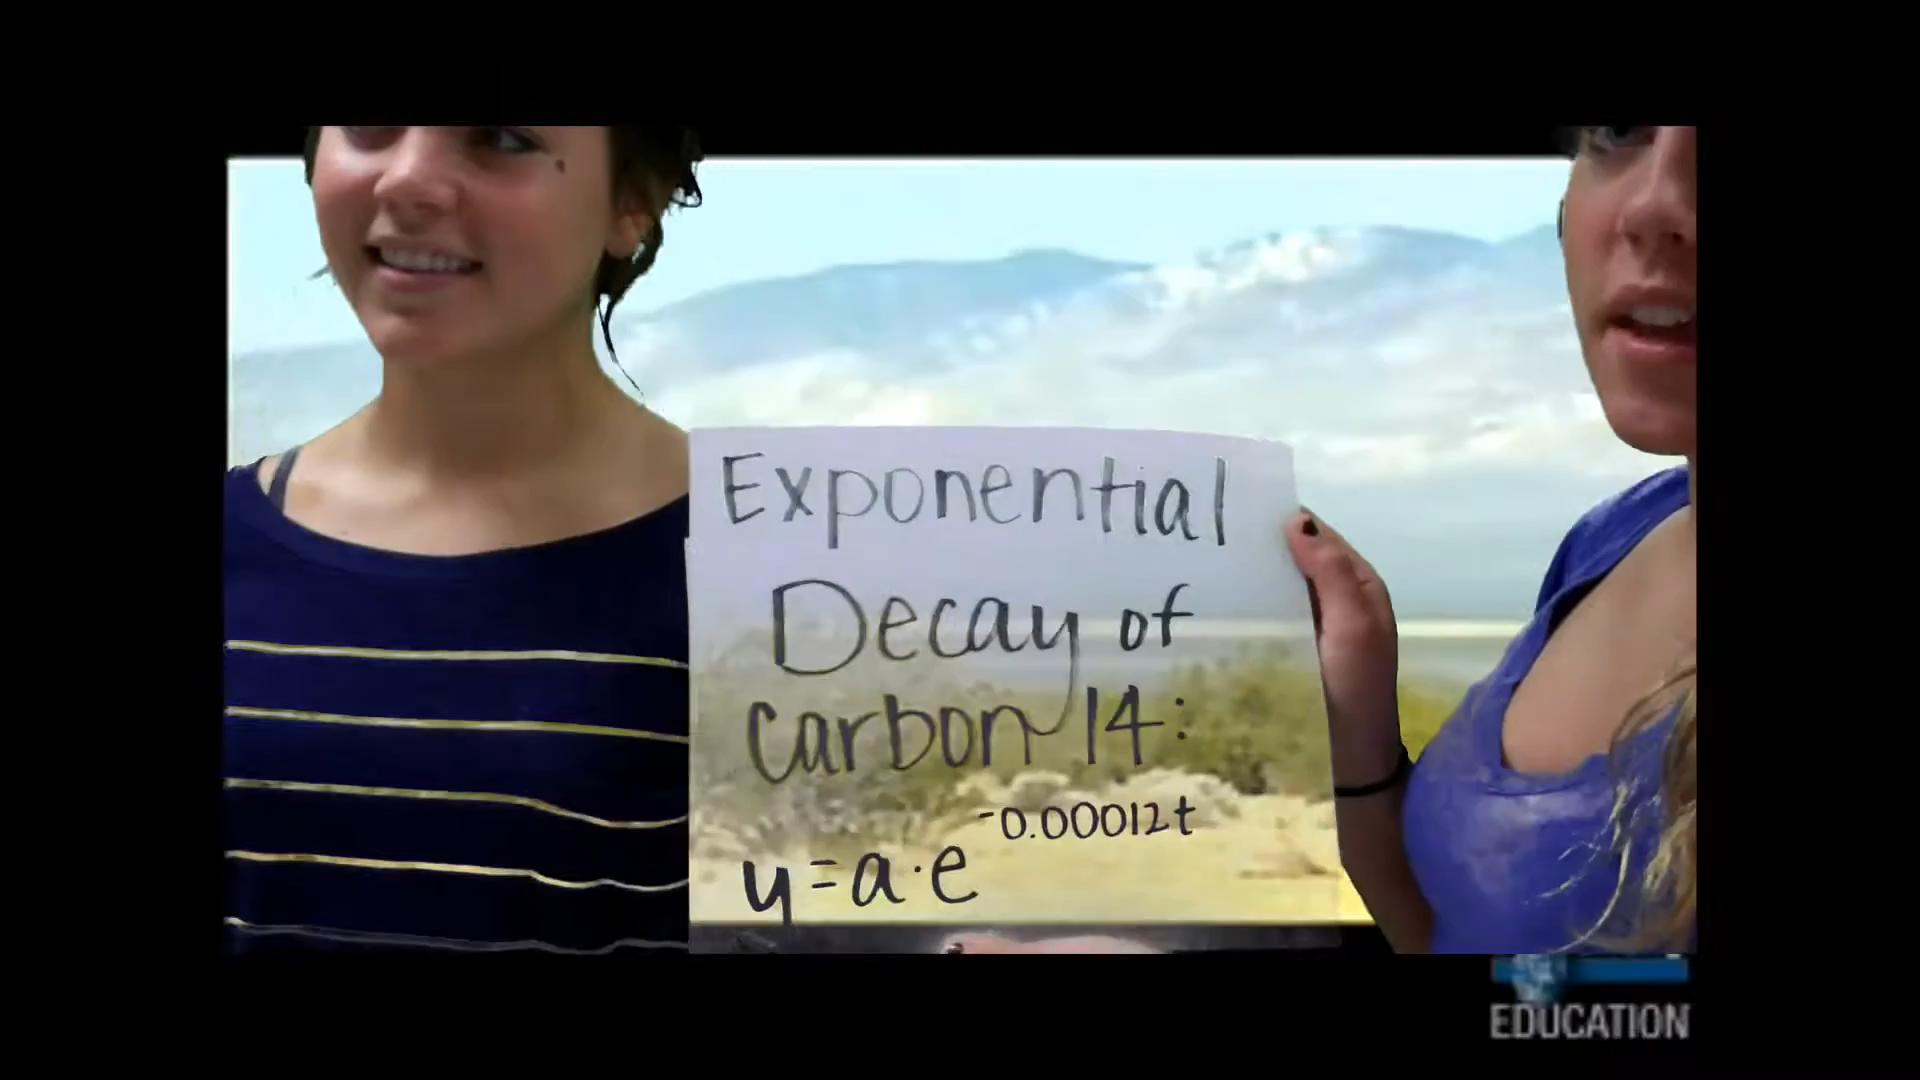 Exponential
Decay of
Carbon 14:
y = a · e^-0.00012t
EDUCATION